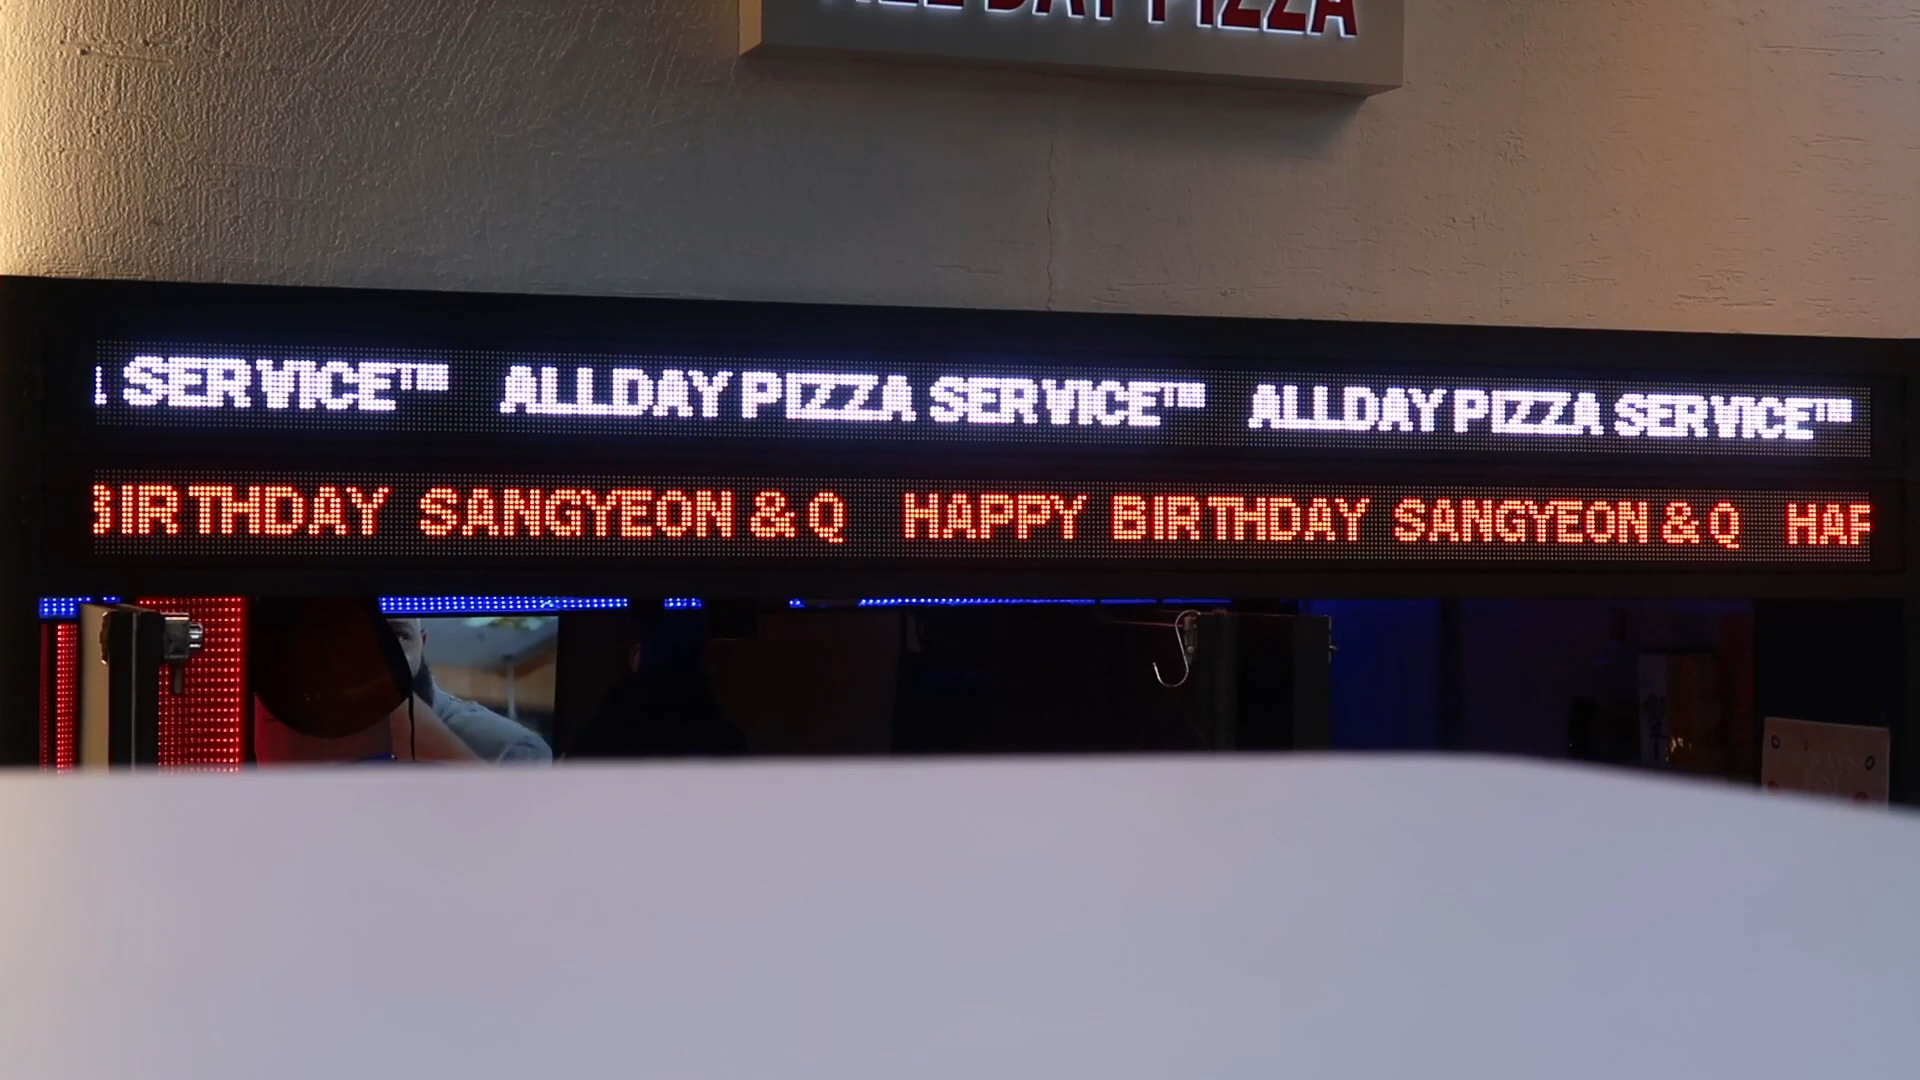 ALL DAY PIZZA
SERVICE™ ALLDAY PIZZA SERVICE™ ALLDAY PIZZA SERVICE™
BIRTHDAY SANGYEON & Q HAPPY BIRTHDAY SANGYEON & Q HAP